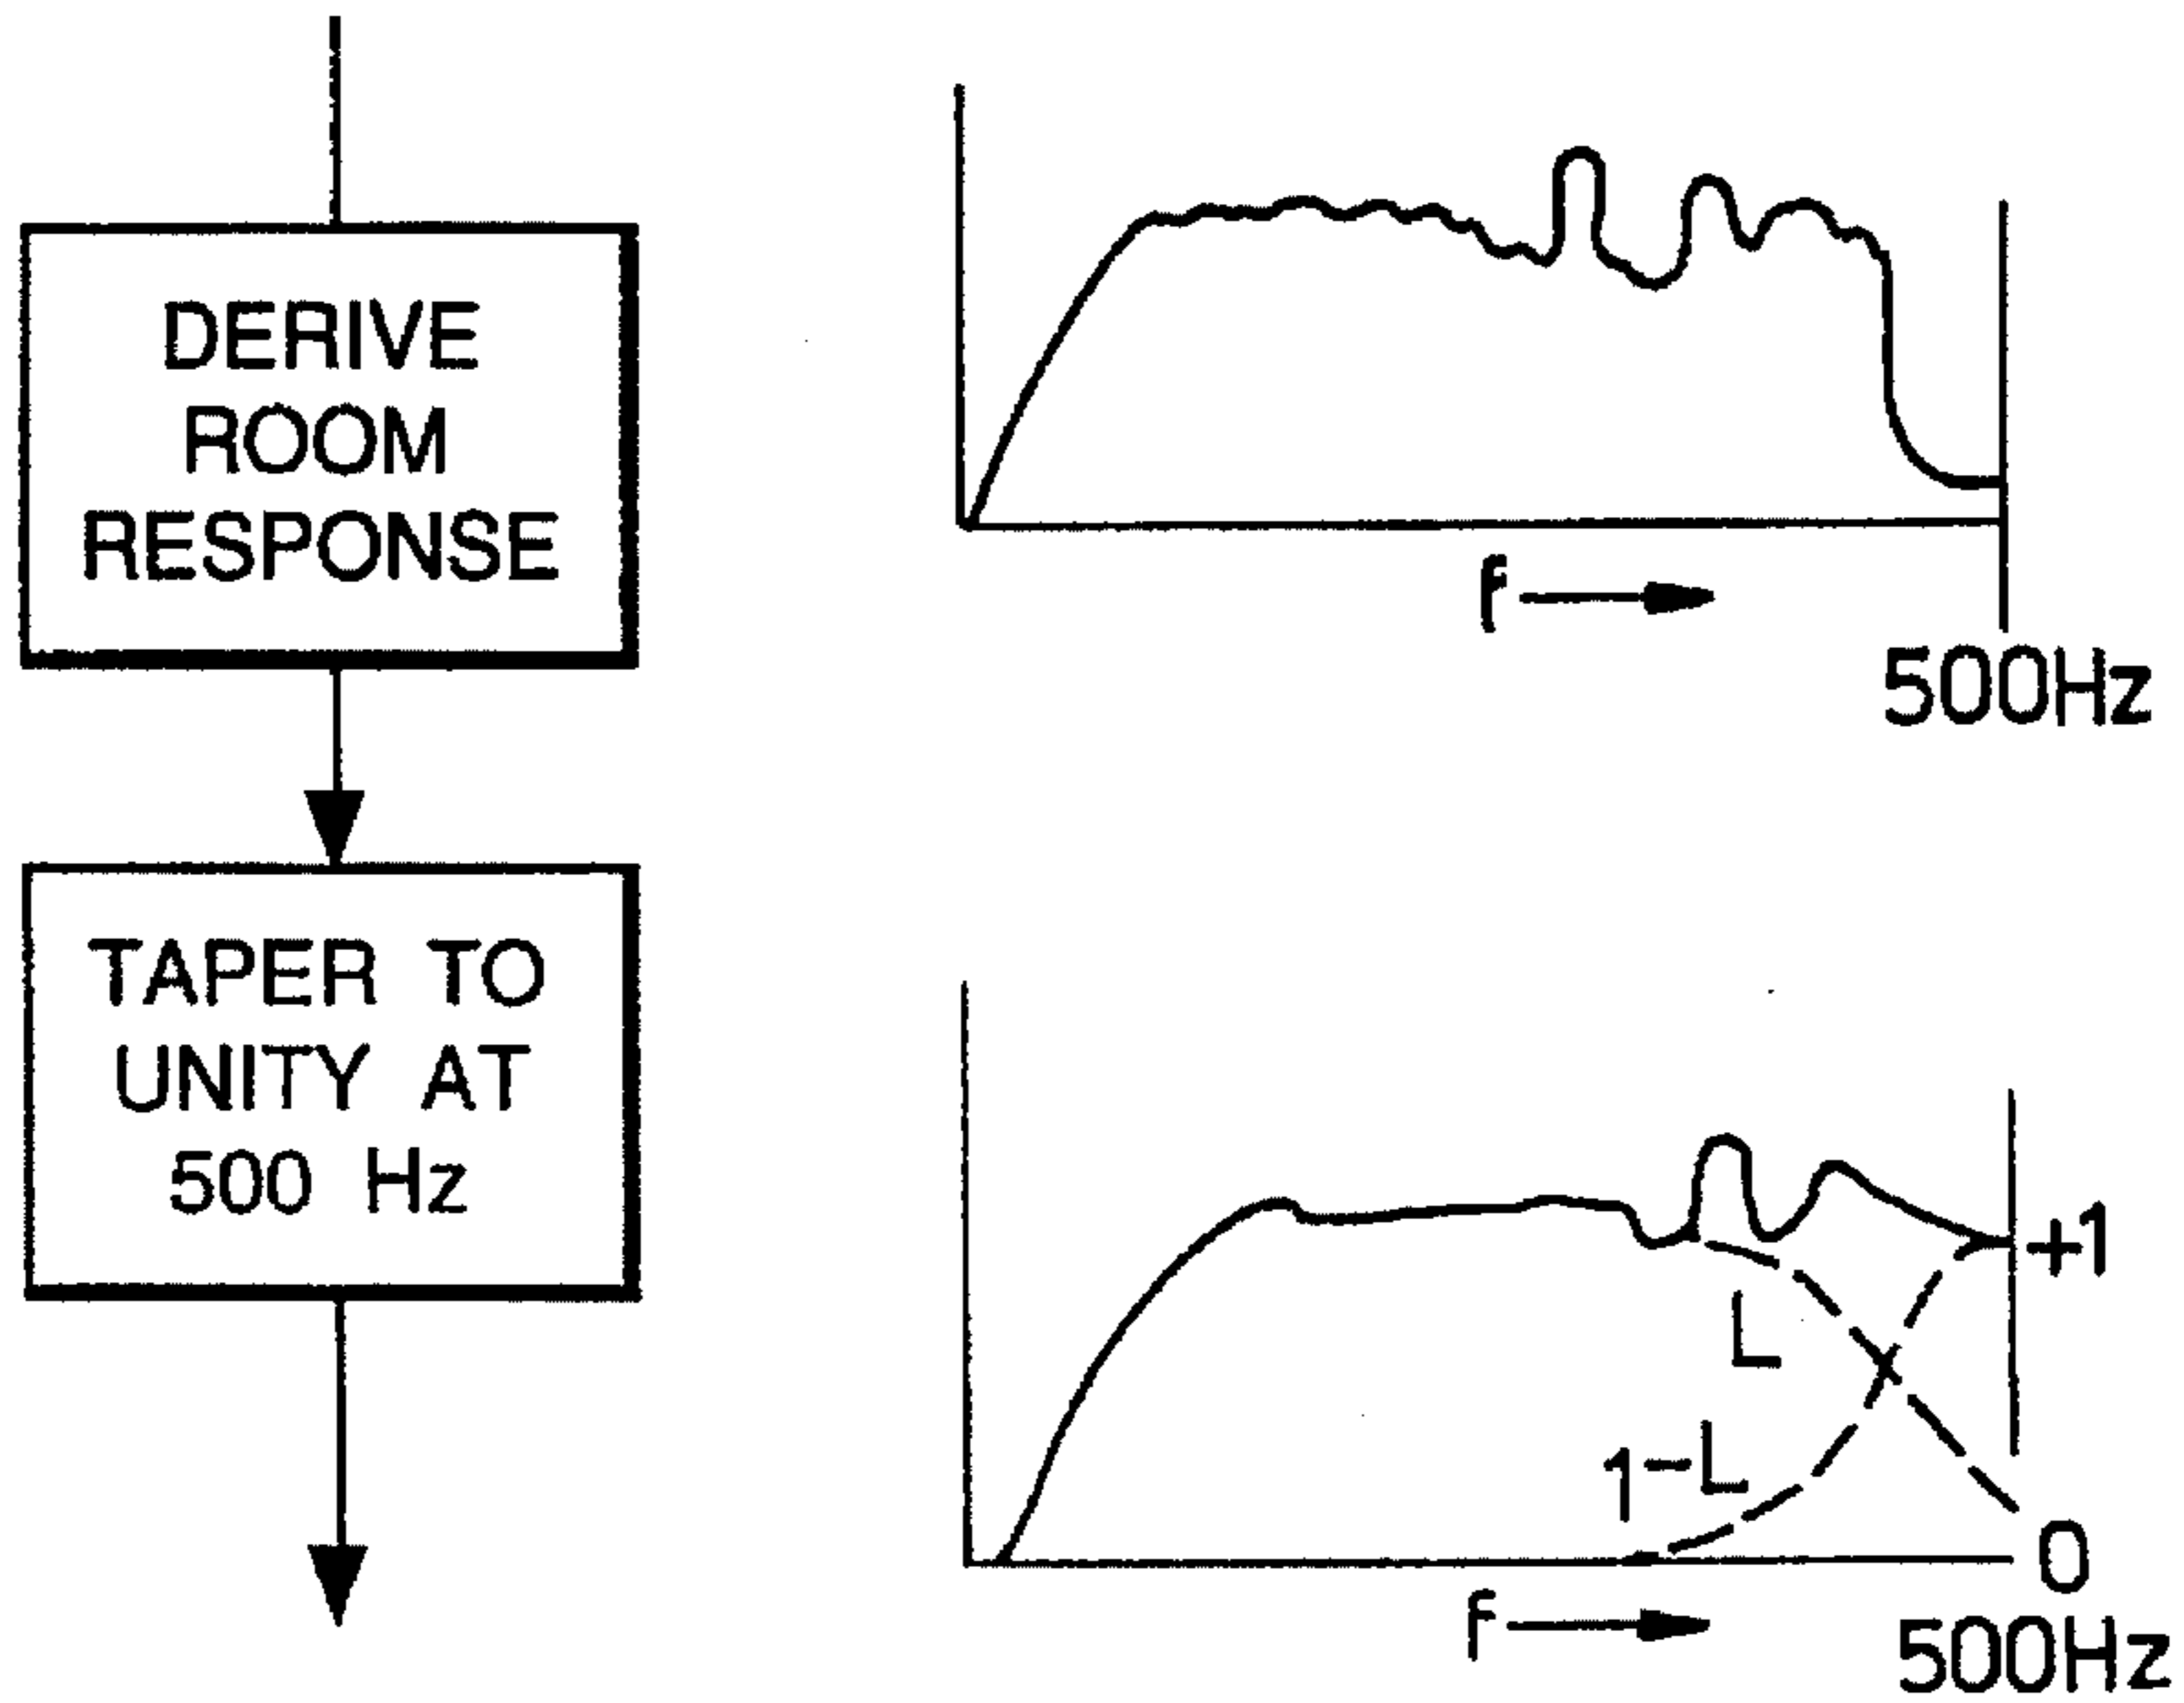 DERIVE
ROOM
RESPONSE
f
500Hz
TAPER TO
UNITY AT
500 Hz
+1
L
1-L
0
f
500Hz